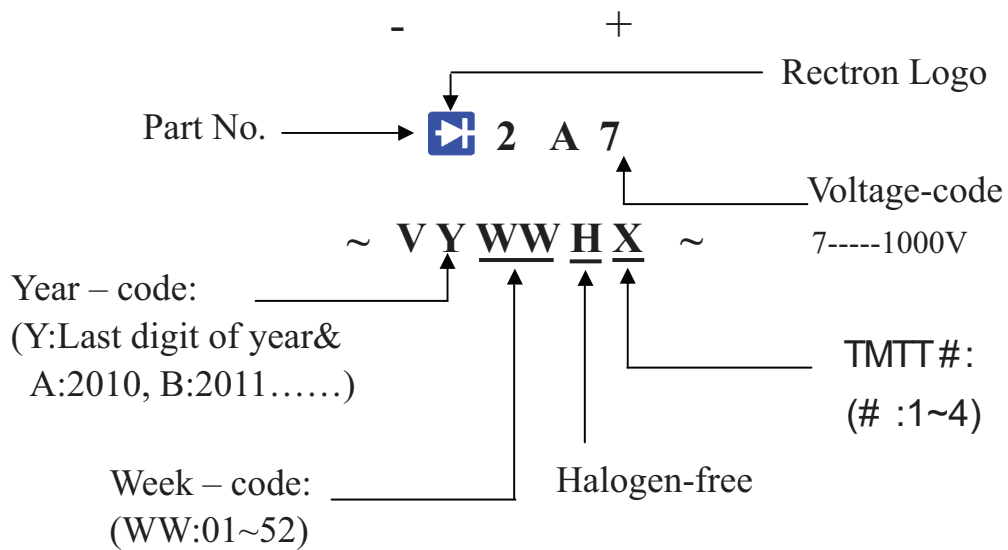 - +
Rectron Logo
Part No.
2 A 7
Voltage-code
7-----1000V
~ V Y WW H X ~
Year – code:
(Y:Last digit of year&
A:2010, B:2011……)
TMTT#:
(# :1~4)
Week – code:
(WW:01~52)
Halogen-free